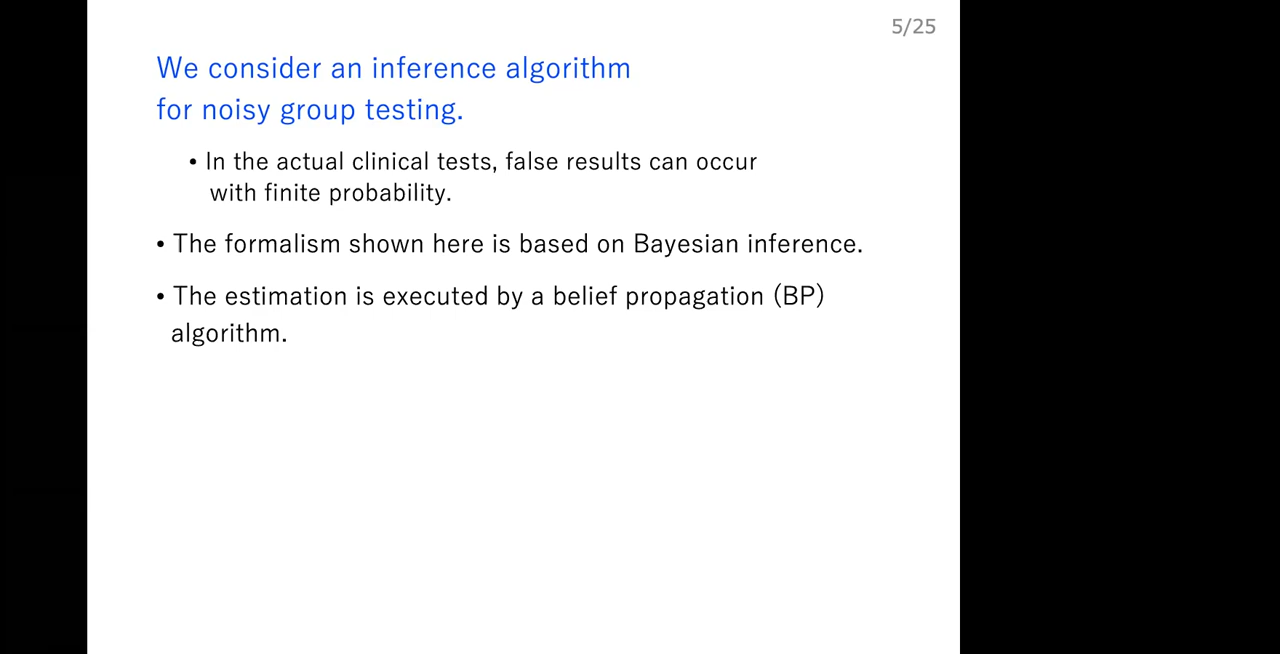 5/25
We consider an inference algorithm
for noisy group testing.
• In the actual clinical tests, false results can occur
with finite probability.
• The formalism shown here is based on Bayesian inference.
• The estimation is executed by a belief propagation (BP)
algorithm.